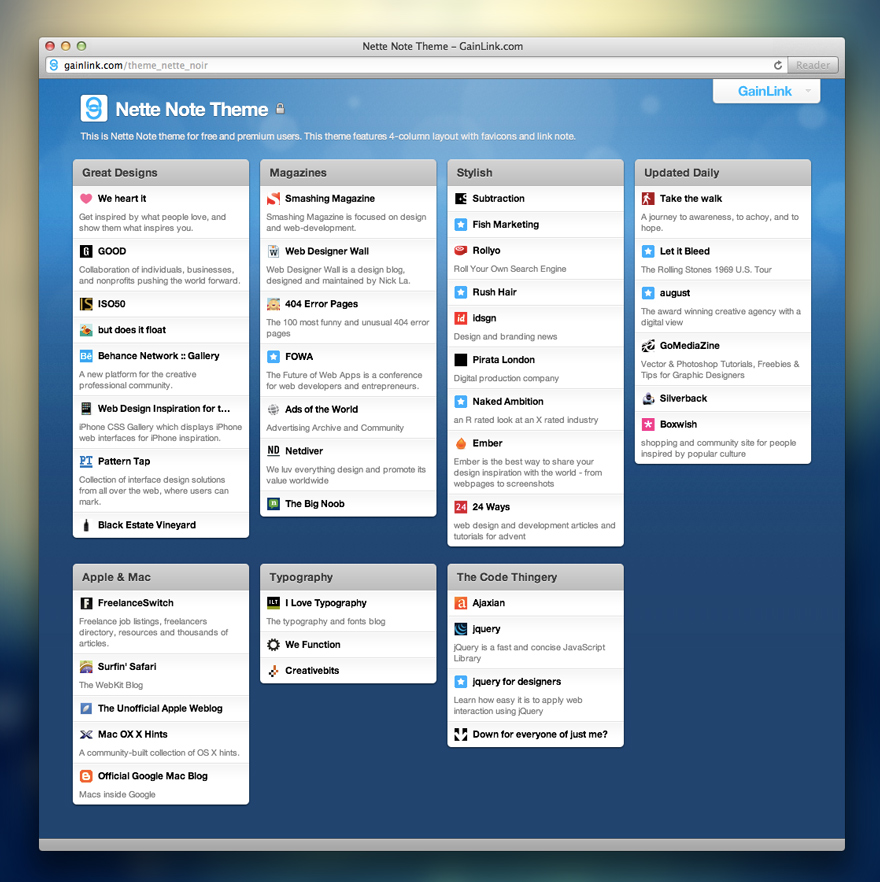 Nette Note Theme – GainLink.com
gainlink.com/theme_nette_noir
Reader
GainLink
Nette Note Theme
This is Nette Note theme for free and premium users. This theme features 4-column layout with favicons and link note.
Great Designs
We heart it
Get inspired by what people love, and
show them what inspires you.
GOOD
Collaboration of individuals, businesses,
and nonprofits pushing the world forward.
ISO50
but does it float
Behance Network :: Gallery
A new platform for the creative
professional community.
Web Design Inspiration for t...
iPhone CSS Gallery which displays iPhone
web interfaces for iPhone inspiration.
Pattern Tap
Collection of interface design solutions
from all over the web, where users can
mark.
Black Estate Vineyard
Magazines
Smashing Magazine
Smashing Magazine is focused on design
and web-development.
Web Designer Wall
Web Designer Wall is a design blog,
designed and maintained by Nick La.
404 Error Pages
The 100 most funny and unusual 404 error
pages
FOWA
The Future of Web Apps is a conference
for web developers and entrepreneurs.
Ads of the World
Advertising Archive and Community
ND
Netdiver
We luv everything design and promote its
value worldwide
The Big Noob
Stylish
Subtraction
Fish Marketing
Rollyo
Roll Your Own Search Engine
Rush Hair
id
idsgn
Design and branding news
Pirata London
Digital production company
Naked Ambition
an R rated look at an X rated industry
Ember
Ember is the best way to share your
design inspiration with the world - from
webpages to screenshots
24
24 Ways
web design and development articles and
tutorials for advent
Updated Daily
Take the walk
A journey to awareness, to achoy, and to
hope.
Let it Bleed
The Rolling Stones 1969 U.S. Tour
august
The award winning creative agency with a
digital view
GoMediaZine
Vector & Photoshop Tutorials, Freebies &
Tips for Graphic Designers
Silverback
Boxwish
shopping and community site for people
inspired by popular culture
Apple & Mac
FreelanceSwitch
Freelance job listings, freelancers
directory, resources and thousands of
articles.
Surfin' Safari
The WebKit Blog
The Unofficial Apple Weblog
Mac OX X Hints
A community-built collection of OS X hints.
Official Google Mac Blog
Macs inside Google
Typography
ILT
I Love Typography
The typography and fonts blog
We Function
Creativebits
The Code Thingery
Ajaxian
jquery
jQuery is a fast and concise JavaScript
Library
jquery for designers
Learn how easy it is to apply web
interaction using jQuery
Down for everyone of just me?